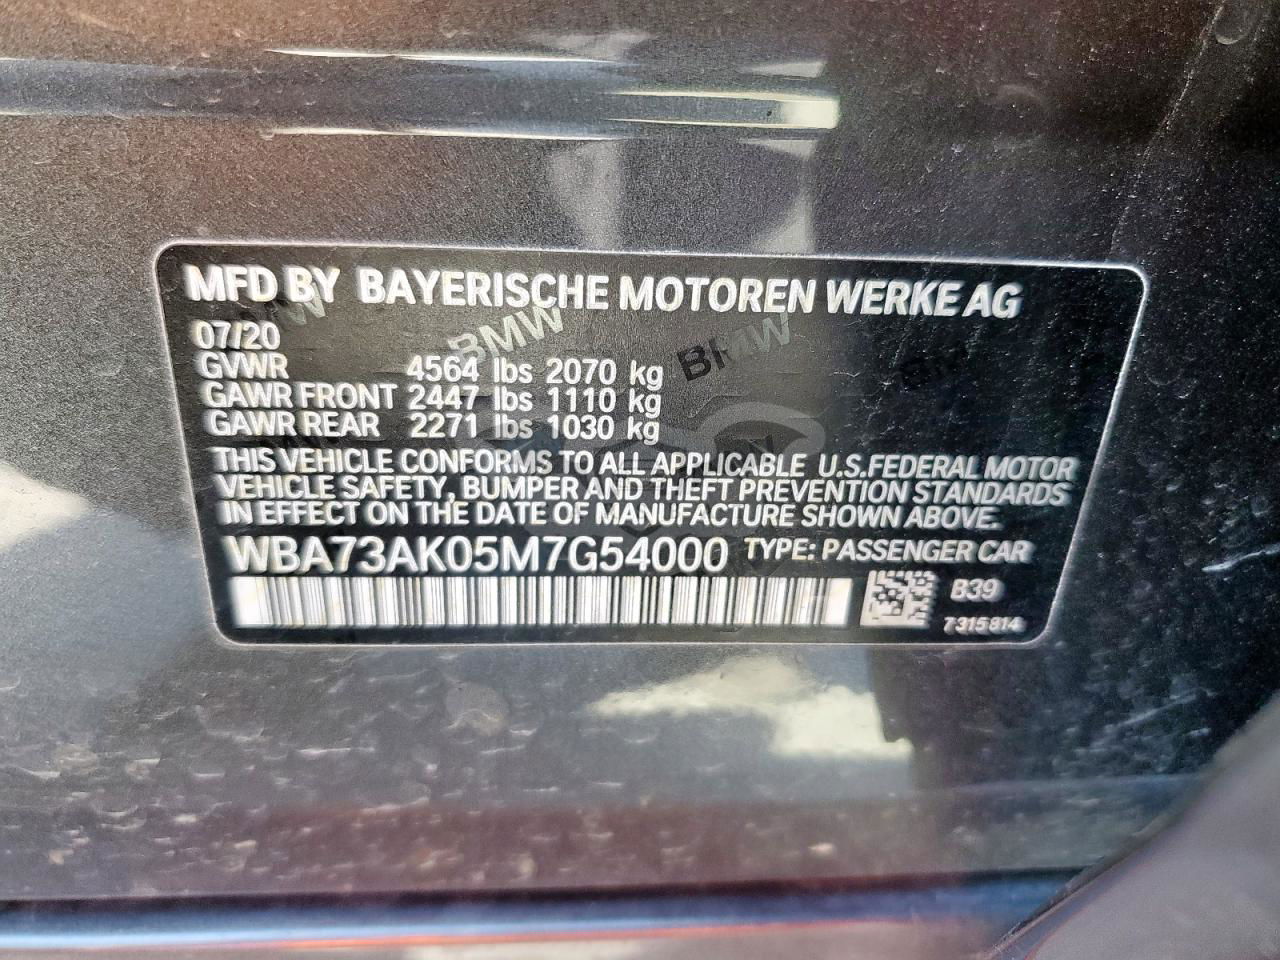 MFD BY BAYERISCHE MOTOREN WERKE AG
07/20
GVWR 4564 lbs 2070 kg
GAWR FRONT 2447 lbs 1110 kg
GAWR REAR 2271 lbs 1030 kg
THIS VEHICLE CONFORMS TO ALL APPLICABLE U.S.FEDERAL MOTOR
VEHICLE SAFETY, BUMPER AND THEFT PREVENTION STANDARDS
IN EFFECT ON THE DATE OF MANUFACTURE SHOWN ABOVE.
WBA73AK05M7G54000 TYPE: PASSENGER CAR
B39
7315814
BMW
BMW